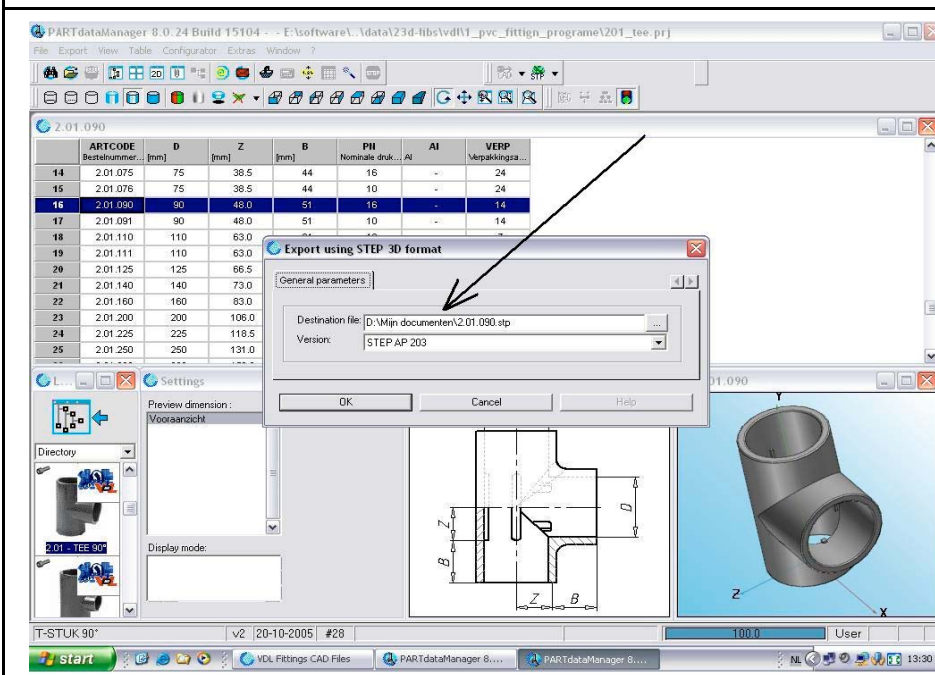 PARTdataManager 8.0.24 Build 15104 - - E:\software\..\data\23d-libs\vdl\1_pvc_fittign_programe\201_tee.prj
File Export View Table Configurator Extras Window ?
2.01.090
ARTCODE D Z B PN Al VERP
Bestelnummer... [mm] [mm] [mm] Nominale druk... Al Verpakkingsa...
14 2.01.075 75 38.5 44 16 - 24
15 2.01.076 75 38.5 44 10 - 24
16 2.01.090 90 48.0 51 16 - 14
17 2.01.091 90 48.0 51 10 - 14
18 2.01.110 110 63.0
19 2.01.111 110 63.0
20 2.01.125 125 66.5
21 2.01.140 140 73.0
22 2.01.160 160 83.0
23 2.01.200 200 106.0
24 2.01.225 225 118.5
25 2.01.250 250 131.0
Export using STEP 3D format
General parameters
Destination file: D:\Mijn documenten\2.01.090.stp ...
Version: STEP AP 203
OK Cancel Help
L... Settings
Preview dimension :
Vooraanzicht
Directory
2.01 - TEE 90°
Display mode:
Z
B
D
Z B
Y
Z
X
T-STUK 90° v2 20-10-2005 #28 100.0 User
start VDL Fittings CAD Files PARTdataManager 8.... PARTdataManager 8.... NL 13:30